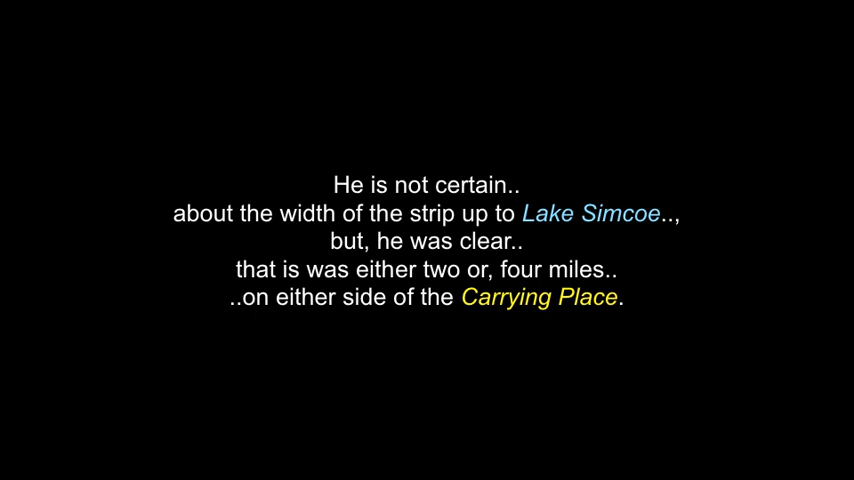 He is not certain..
about the width of the strip up to Lake Simcoe..,
but, he was clear..
that is was either two or, four miles..
..on either side of the Carrying Place.